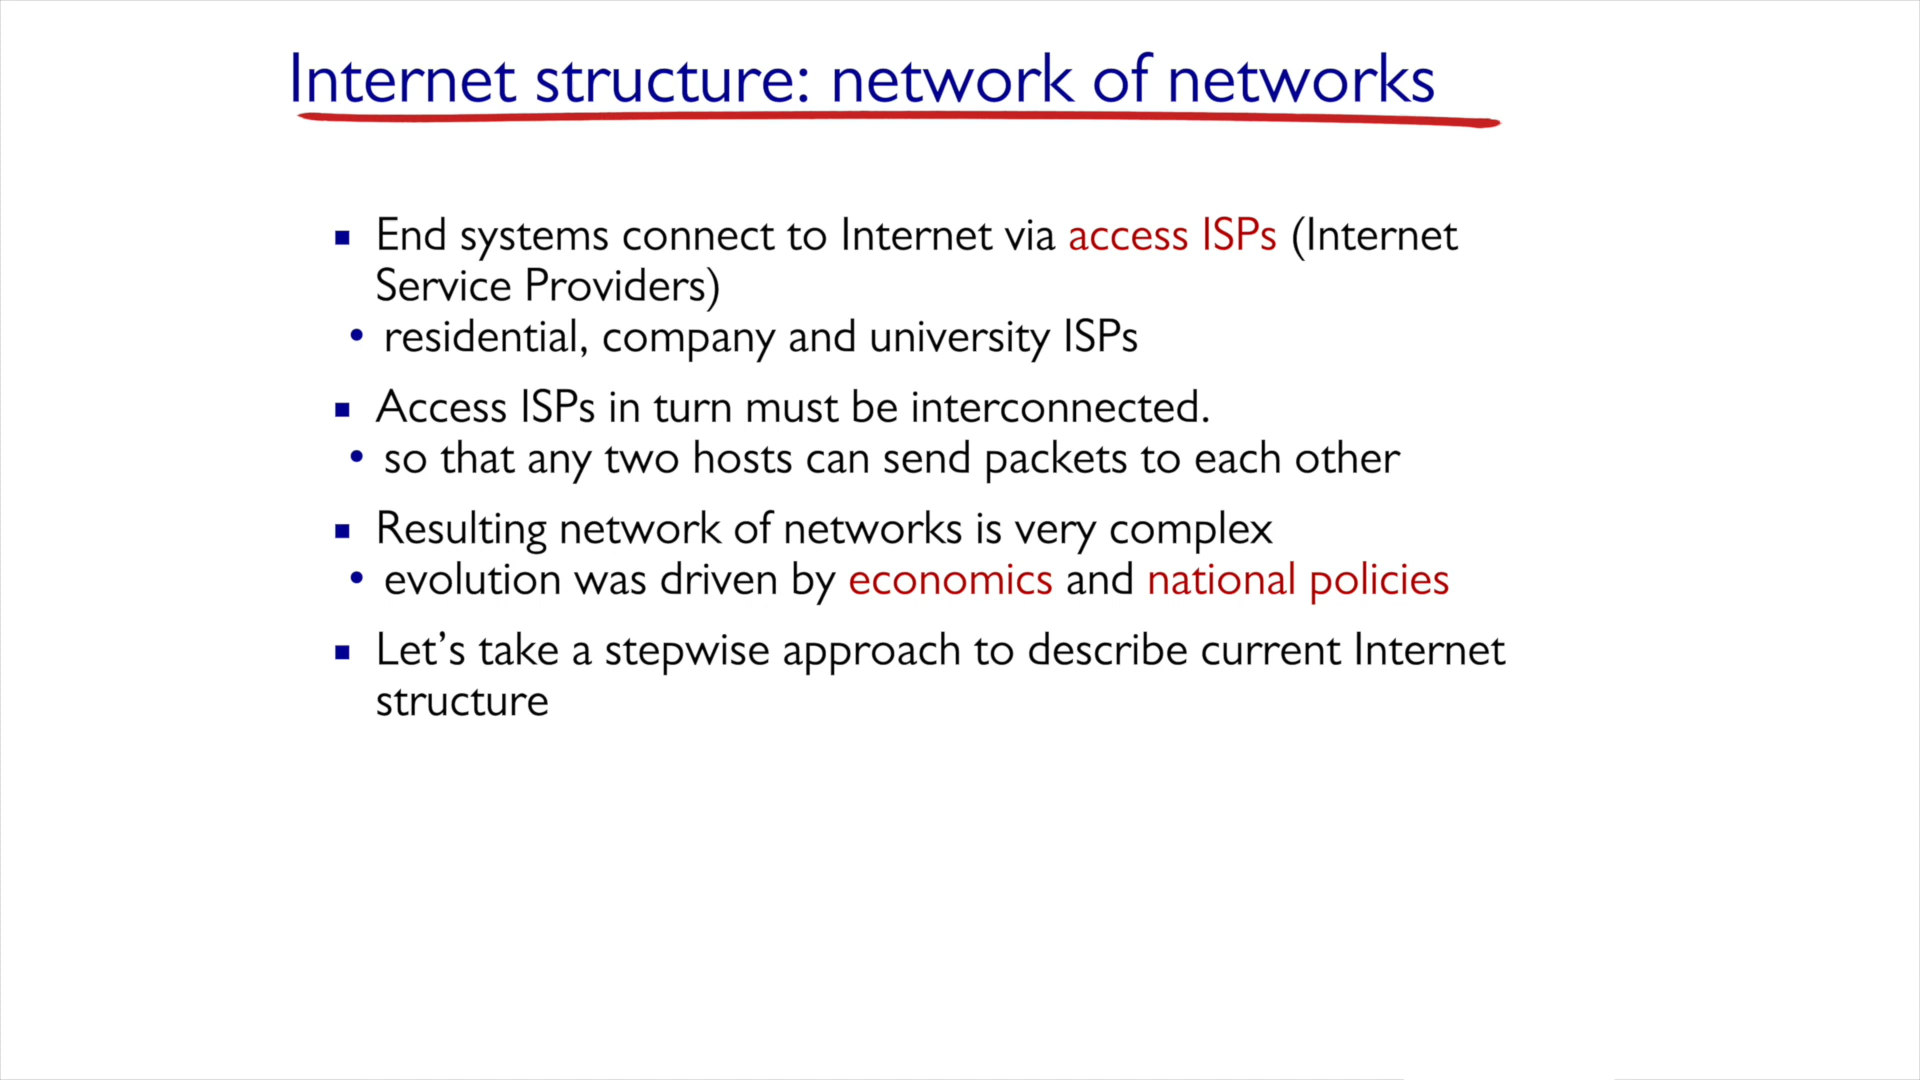 Internet structure: network of networks
End systems connect to Internet via access ISPs (Internet
Service Providers)
residential, company and university ISPs
Access ISPs in turn must be interconnected.
so that any two hosts can send packets to each other
Resulting network of networks is very complex
evolution was driven by economics and national policies
Let’s take a stepwise approach to describe current Internet
structure